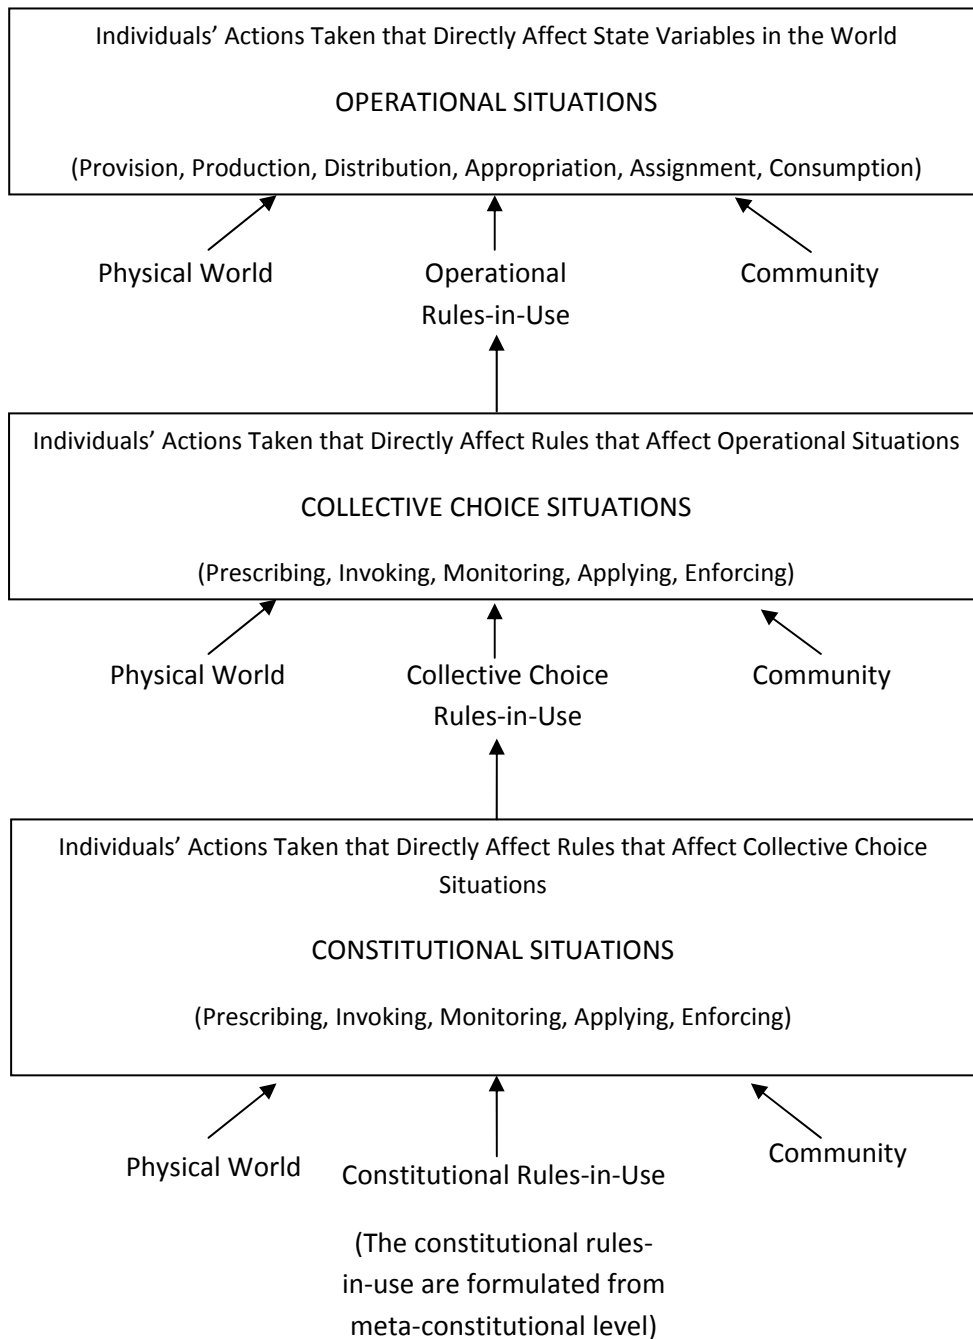 Individuals’ Actions Taken that Directly Affect State Variables in the World
OPERATIONAL SITUATIONS
(Provision, Production, Distribution, Appropriation, Assignment, Consumption)
Physical World
Operational
Rules-in-Use
Community
Individuals’ Actions Taken that Directly Affect Rules that Affect Operational Situations
COLLECTIVE CHOICE SITUATIONS
(Prescribing, Invoking, Monitoring, Applying, Enforcing)
Physical World
Collective Choice
Rules-in-Use
Community
Individuals’ Actions Taken that Directly Affect Rules that Affect Collective Choice
Situations
CONSTITUTIONAL SITUATIONS
(Prescribing, Invoking, Monitoring, Applying, Enforcing)
Physical World
Constitutional Rules-in-Use
Community
(The constitutional rules-
in-use are formulated from
meta-constitutional level)